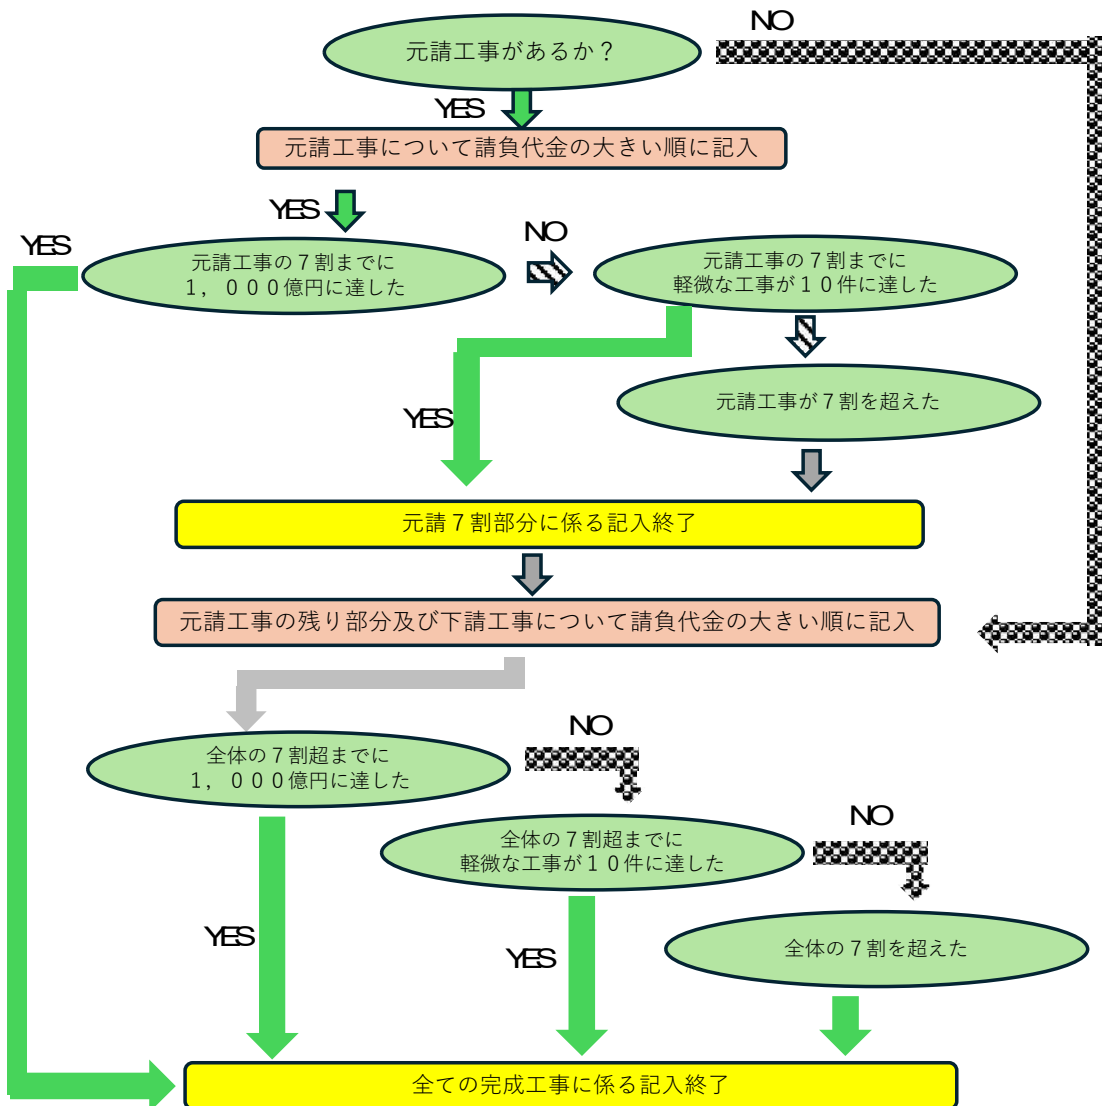 NO
元請工事があるか？
YES
元請工事について請負代金の大きい順に記入
YES
YES
NO
元請工事の７割までに
１，０００億円に達した
元請工事の７割までに
軽微な工事が１０件に達した
元請工事が７割を超えた
YES
元請７割部分に係る記入終了
元請工事の残り部分及び下請工事について請負代金の大きい順に記入
NO
全体の７割超までに
１，０００億円に達した
NO
全体の７割超までに
軽微な工事が１０件に達した
YES
YES
全体の７割を超えた
全ての完成工事に係る記入終了